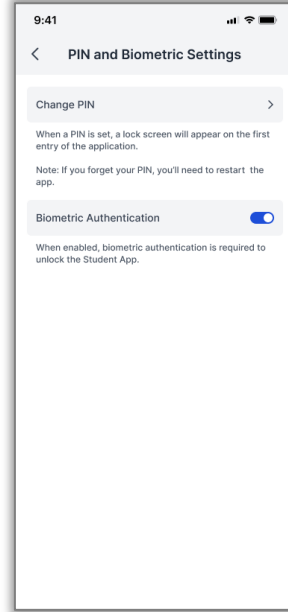 9:41
PIN and Biometric Settings
Change PIN
When a PIN is set, a lock screen will appear on the first
entry of the application.
Note: If you forget your PIN, you'll need to restart the
app.
Biometric Authentication
When enabled, biometric authentication is required to
unlock the Student App.